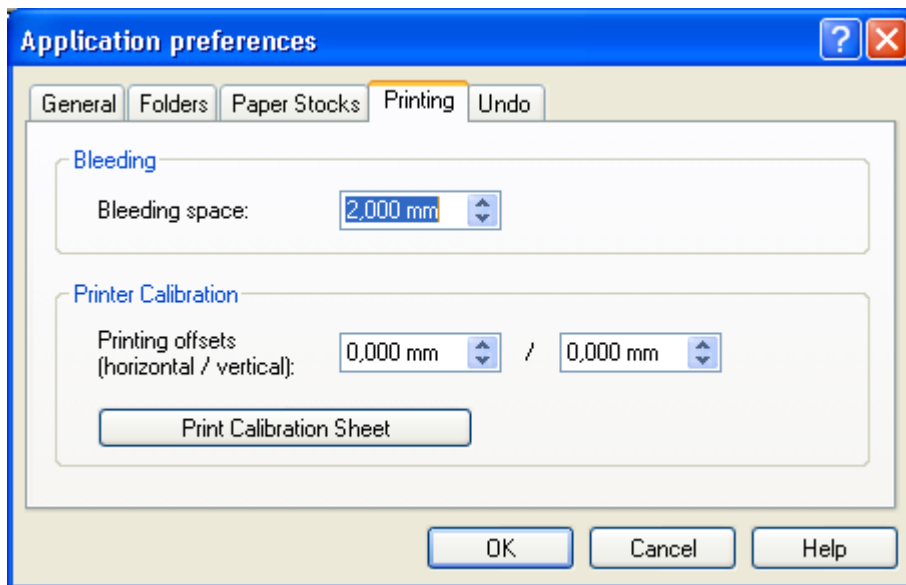 Application preferences ?
General Folders Paper Stocks Printing Undo
Bleeding
Bleeding space: 2,000 mm
Printer Calibration
Printing offsets
(horizontal / vertical): 0,000 mm / 0,000 mm
Print Calibration Sheet
OK Cancel Help